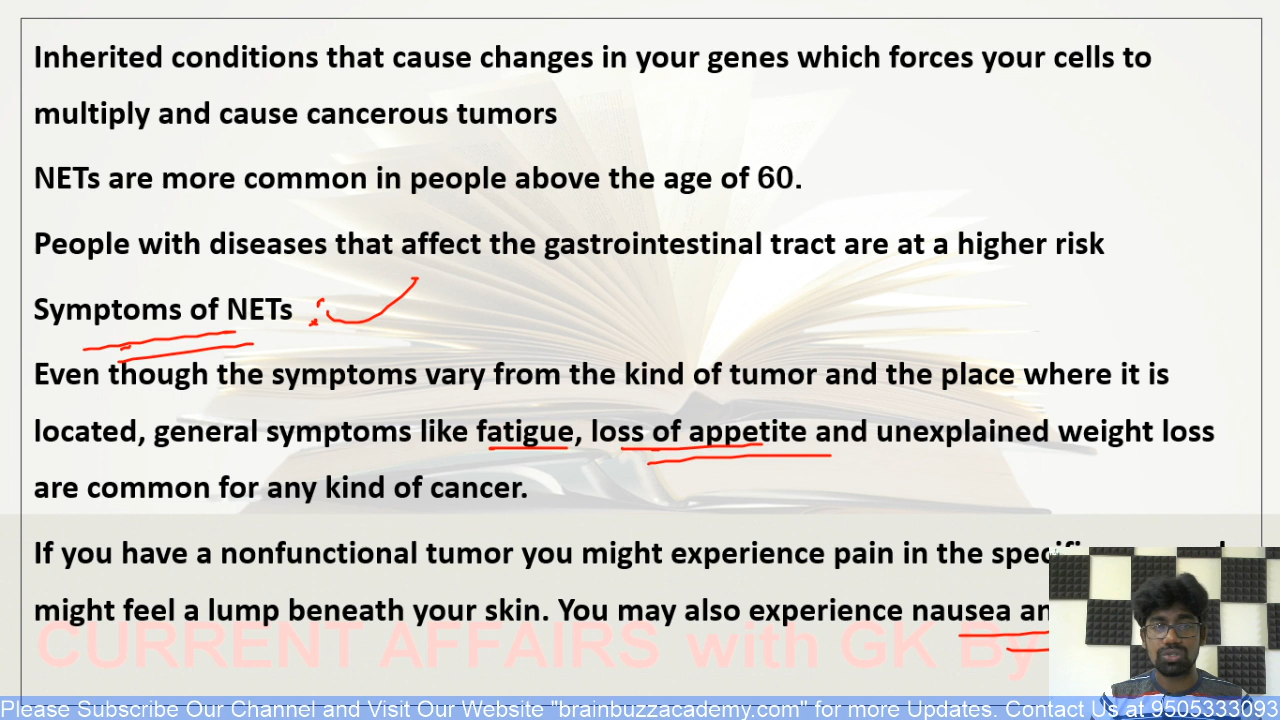 Inherited conditions that cause changes in your genes which forces your cells to
multiply and cause cancerous tumors
NETs are more common in people above the age of 60.
People with diseases that affect the gastrointestinal tract are at a higher risk
Symptoms of NETs :
Even though the symptoms vary from the kind of tumor and the place where it is
located, general symptoms like fatigue, loss of appetite and unexplained weight loss
are common for any kind of cancer.
If you have a nonfunctional tumor you might experience pain in the
might feel a lump beneath your skin. You may also experience nausea
CURRENT AFFAIRS with GK By
Please Subscribe Our Channel and Visit Our Website "brainbuzzacademy.com" for more Updates. Contact Us at 9505333093